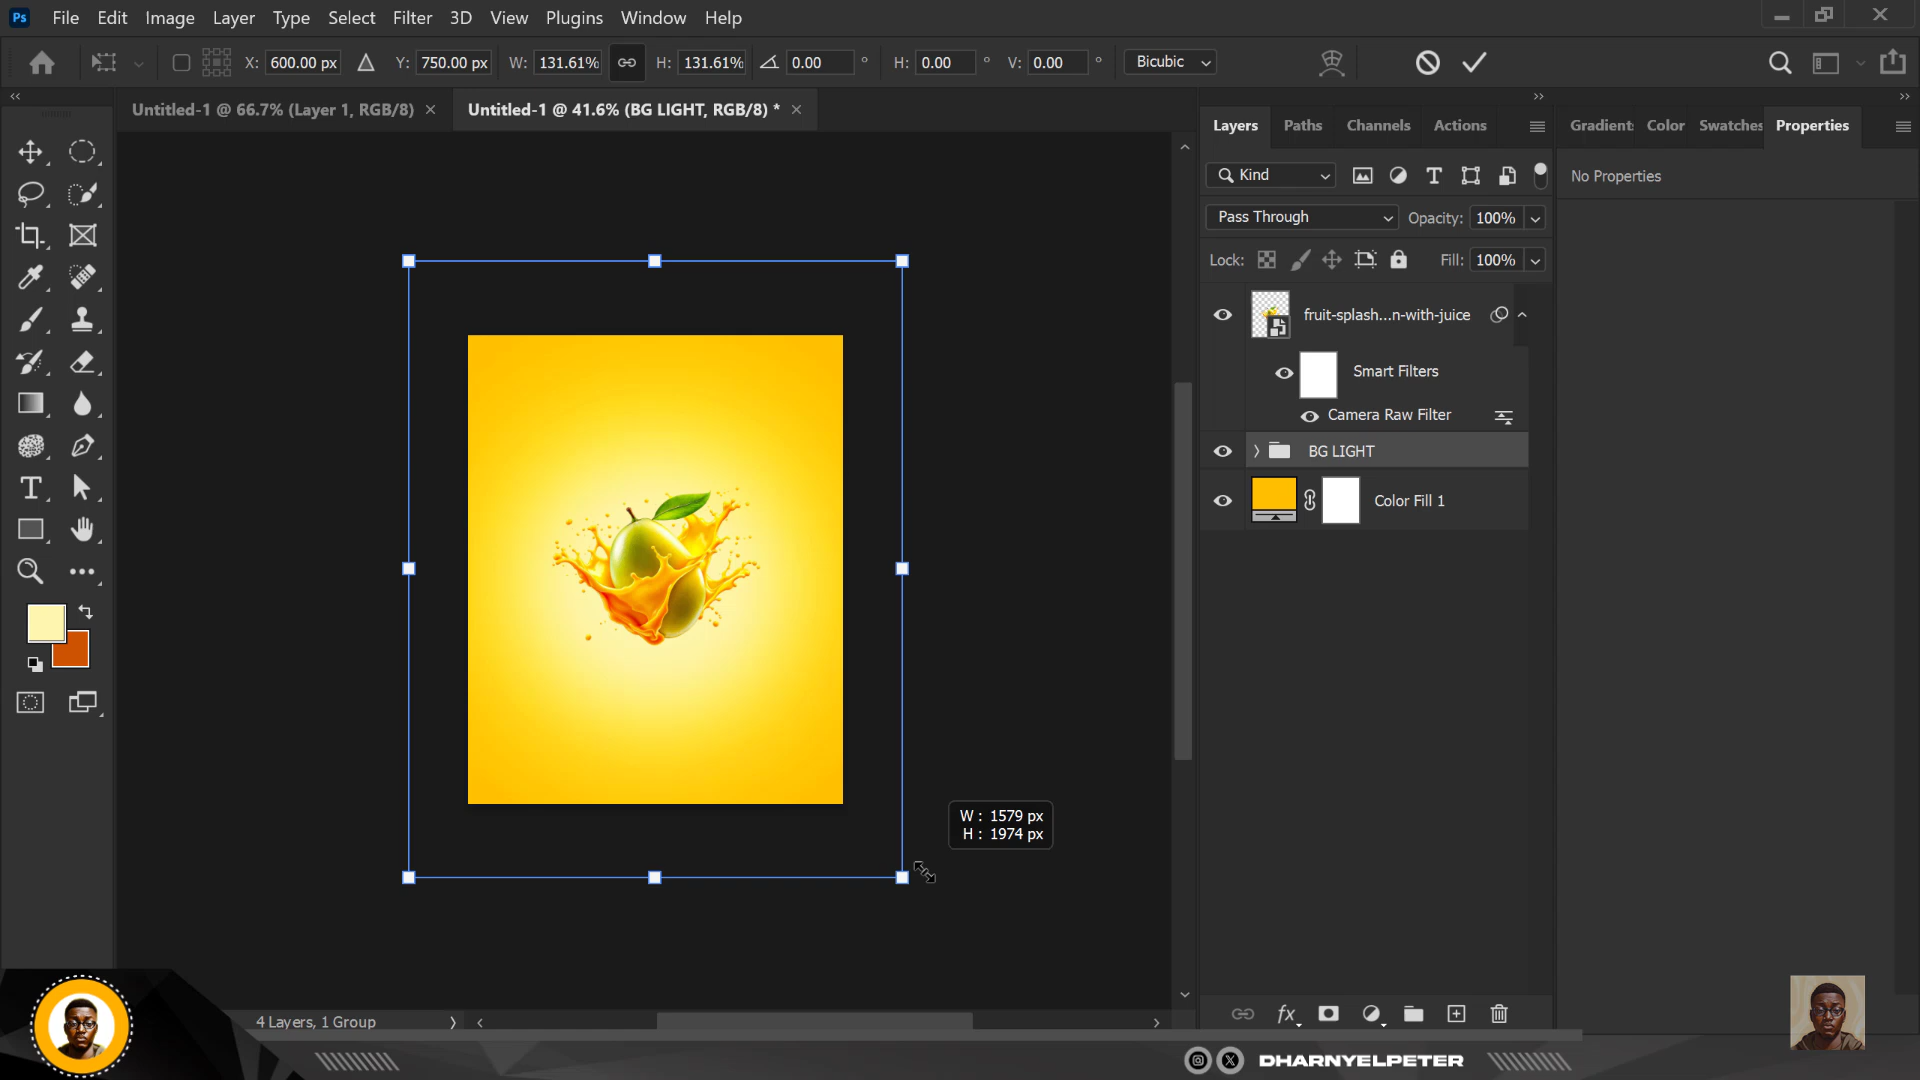 Ps File Edit Image Layer Type Select Filter 3D View Plugins Window Help
X: 600.00 px Y: 750.00 px W: 131.61% H: 131.61% 0.00 ° H: 0.00 ° V: 0.00 ° Bicubic
Untitled-1 @ 66.7% (Layer 1, RGB/8) × Untitled-1 @ 41.6% (BG LIGHT, RGB/8) * ×
Layers Paths Channels Actions
Gradient Color Swatches Properties
Kind
No Properties
Pass Through Opacity: 100%
Lock: Fill: 100%
fruit-splash...n-with-juice
Smart Filters
Camera Raw Filter
BG LIGHT
Color Fill 1
W : 1579 px
H : 1974 px
4 Layers, 1 Group
fx
DHARNYELPETER